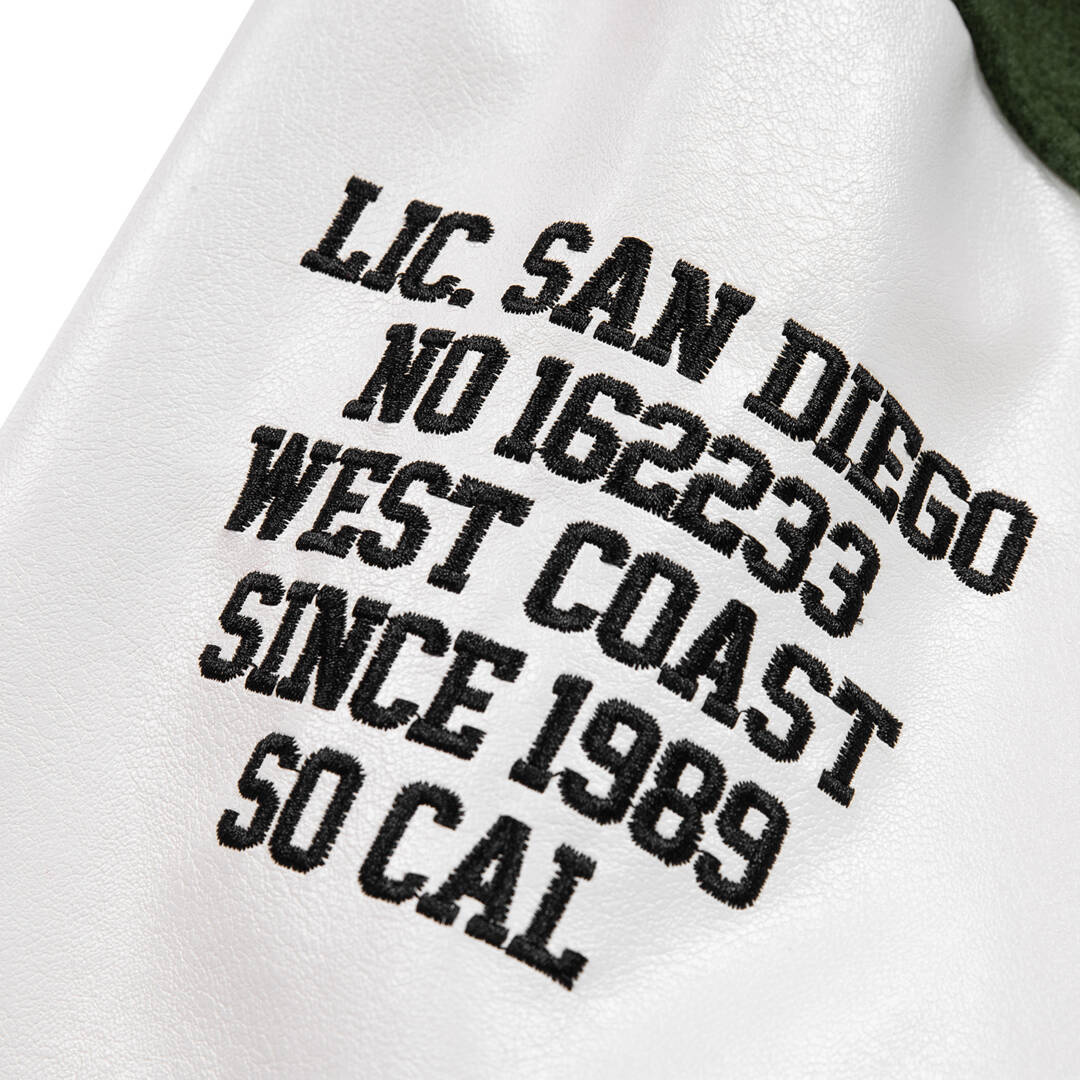 LIC. SAN DIEGO
NO 162233
WEST COAST
SINCE 1989
SO CAL